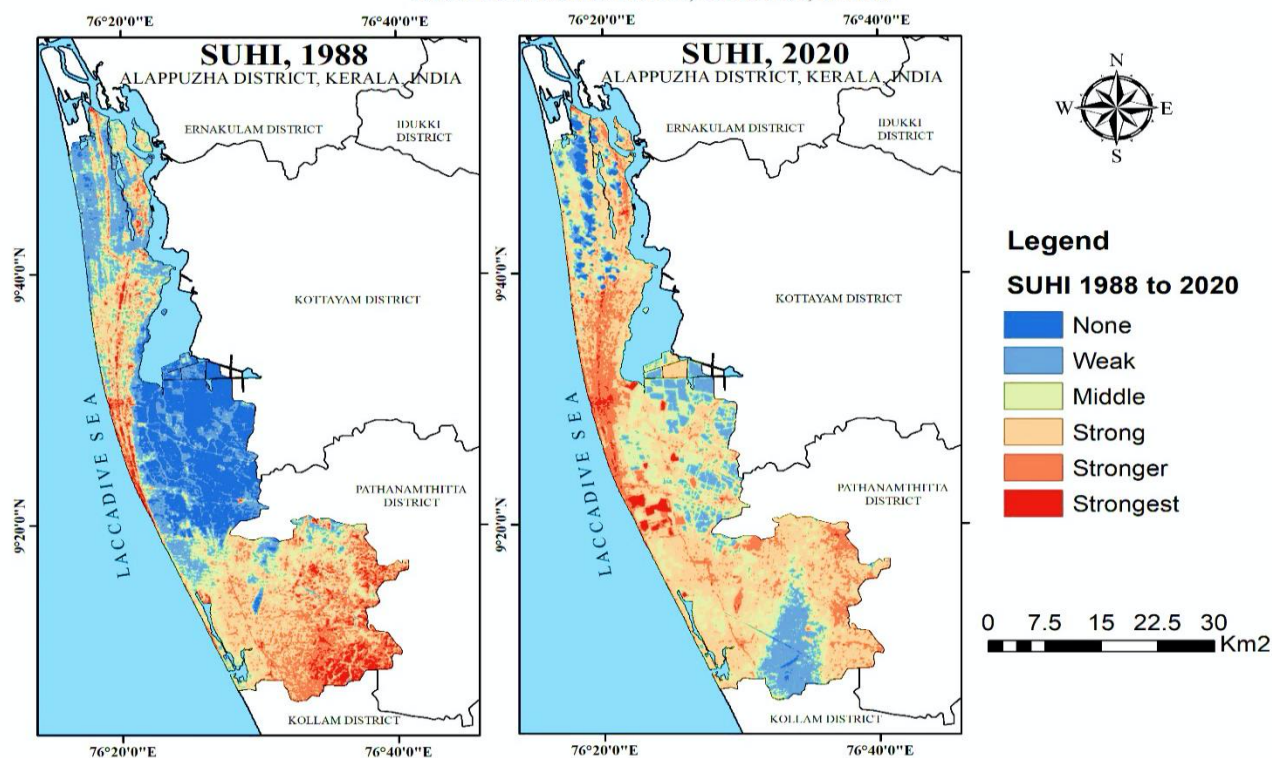 76°20'0"E
76°40'0"E
SUHI, 1988
ALAPPUZHA DISTRICT, KERALA, INDIA
ERNAKULAM DISTRICT
IDUKKI
DISTRICT
9°40'0"N
KOTTAYAM DISTRICT
LACCADIVE SEA
PATHANAMTHITTA
DISTRICT
9°20'0"N
KOLLAM DISTRICT
76°20'0"E
76°40'0"E
76°20'0"E
76°40'0"E
SUHI, 2020
ALAPPUZHA DISTRICT, KERALA, INDIA
ERNAKULAM DISTRICT
IDUKKI
DISTRICT
9°40'0"N
KOTTAYAM DISTRICT
LACCADIVE SEA
PATHANAMTHITTA
DISTRICT
9°20'0"N
KOLLAM DISTRICT
76°20'0"E
76°40'0"E
N
W E
S
Legend
SUHI 1988 to 2020
None
Weak
Middle
Strong
Stronger
Strongest
0 7.5 15 22.5 30
Km2